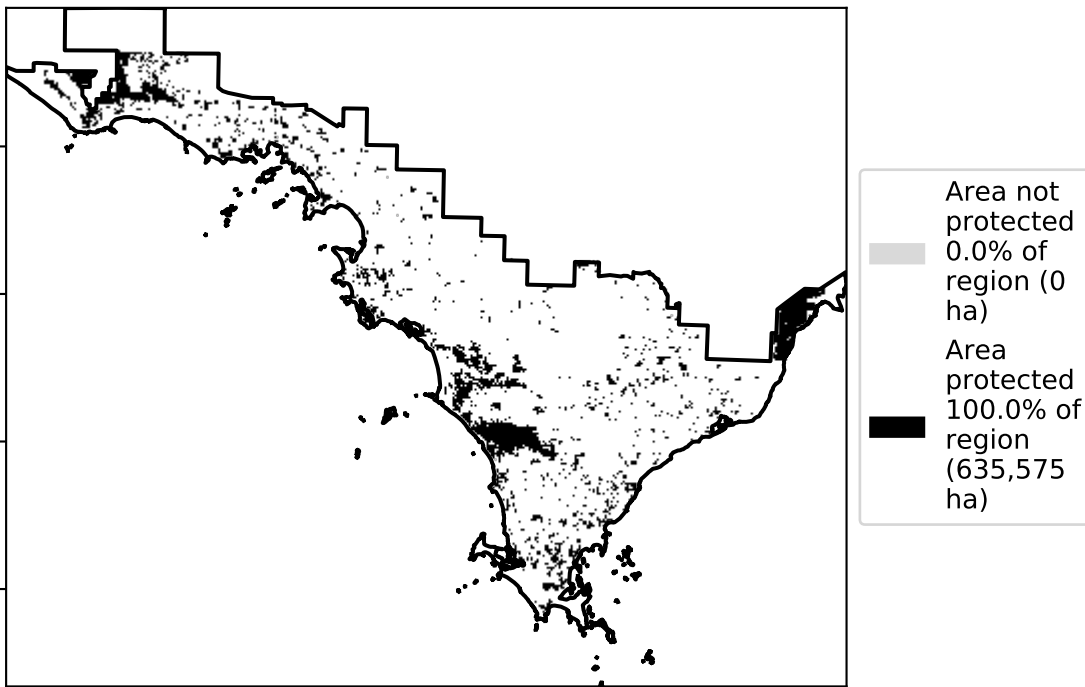 Area not
protected
0.0% of
region (0
ha)
Area
protected
100.0% of
region
(635,575
ha)